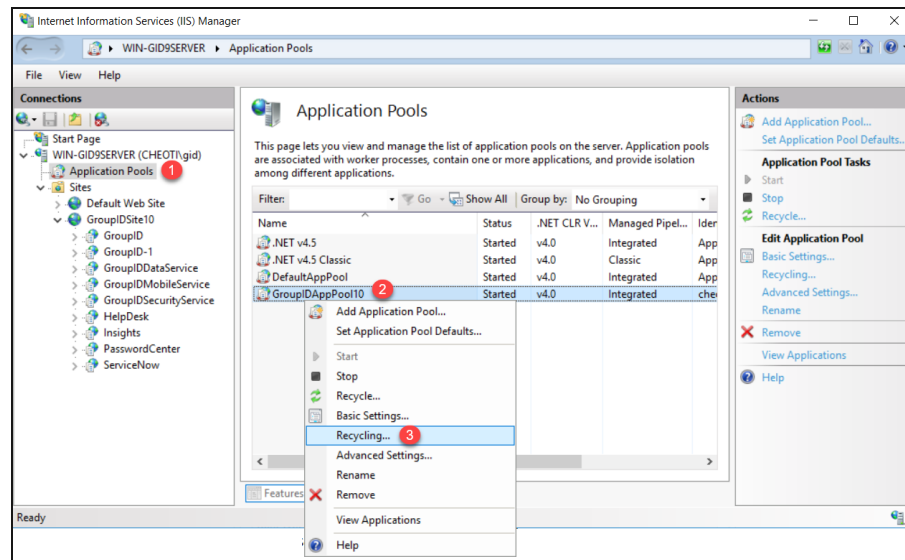 Internet Information Services (IIS) Manager
WIN-GID9SERVER
Application Pools
File View Help
Connections
Start Page
WIN-GID9SERVER (CHEOTI\gid)
Application Pools
1
Sites
Default Web Site
GroupIDSite10
GroupID
GroupID-1
GroupIDDataService
GroupIDMobileService
GroupIDSecurityService
HelpDesk
Insights
PasswordCenter
ServiceNow
Application Pools
This page lets you view and manage the list of application pools on the server. Application pools
are associated with worker processes, contain one or more applications, and provide isolation
among different applications.
Filter: Go Show All Group by: No Grouping
Name Status .NET CLR V... Managed Pipel... Iden
.NET v4.5 Started v4.0 Integrated App
.NET v4.5 Classic Started v4.0 Classic App
DefaultAppPool Started v4.0 Integrated App
GroupIDAppPool10 2 Started v4.0 Integrated che
Add Application Pool...
Set Application Pool Defaults...
Start
Stop
Recycle...
Basic Settings...
Recycling... 3
Advanced Settings...
Rename
Remove
View Applications
Help
Features
Actions
Add Application Pool...
Set Application Pool Defaults...
Application Pool Tasks
Start
Stop
Recycle...
Edit Application Pool
Basic Settings...
Recycling...
Advanced Settings...
Rename
Remove
View Applications
Help
Ready